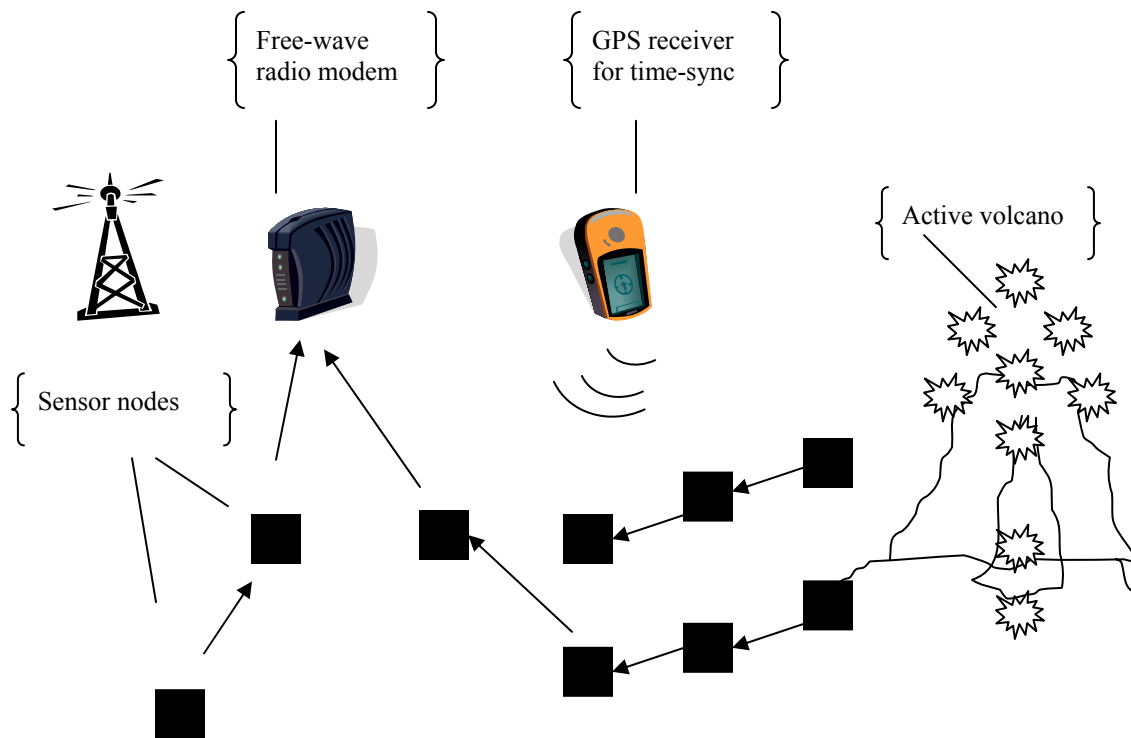 Free-wave
radio modem
GPS receiver
for time-sync
Active volcano
Sensor nodes